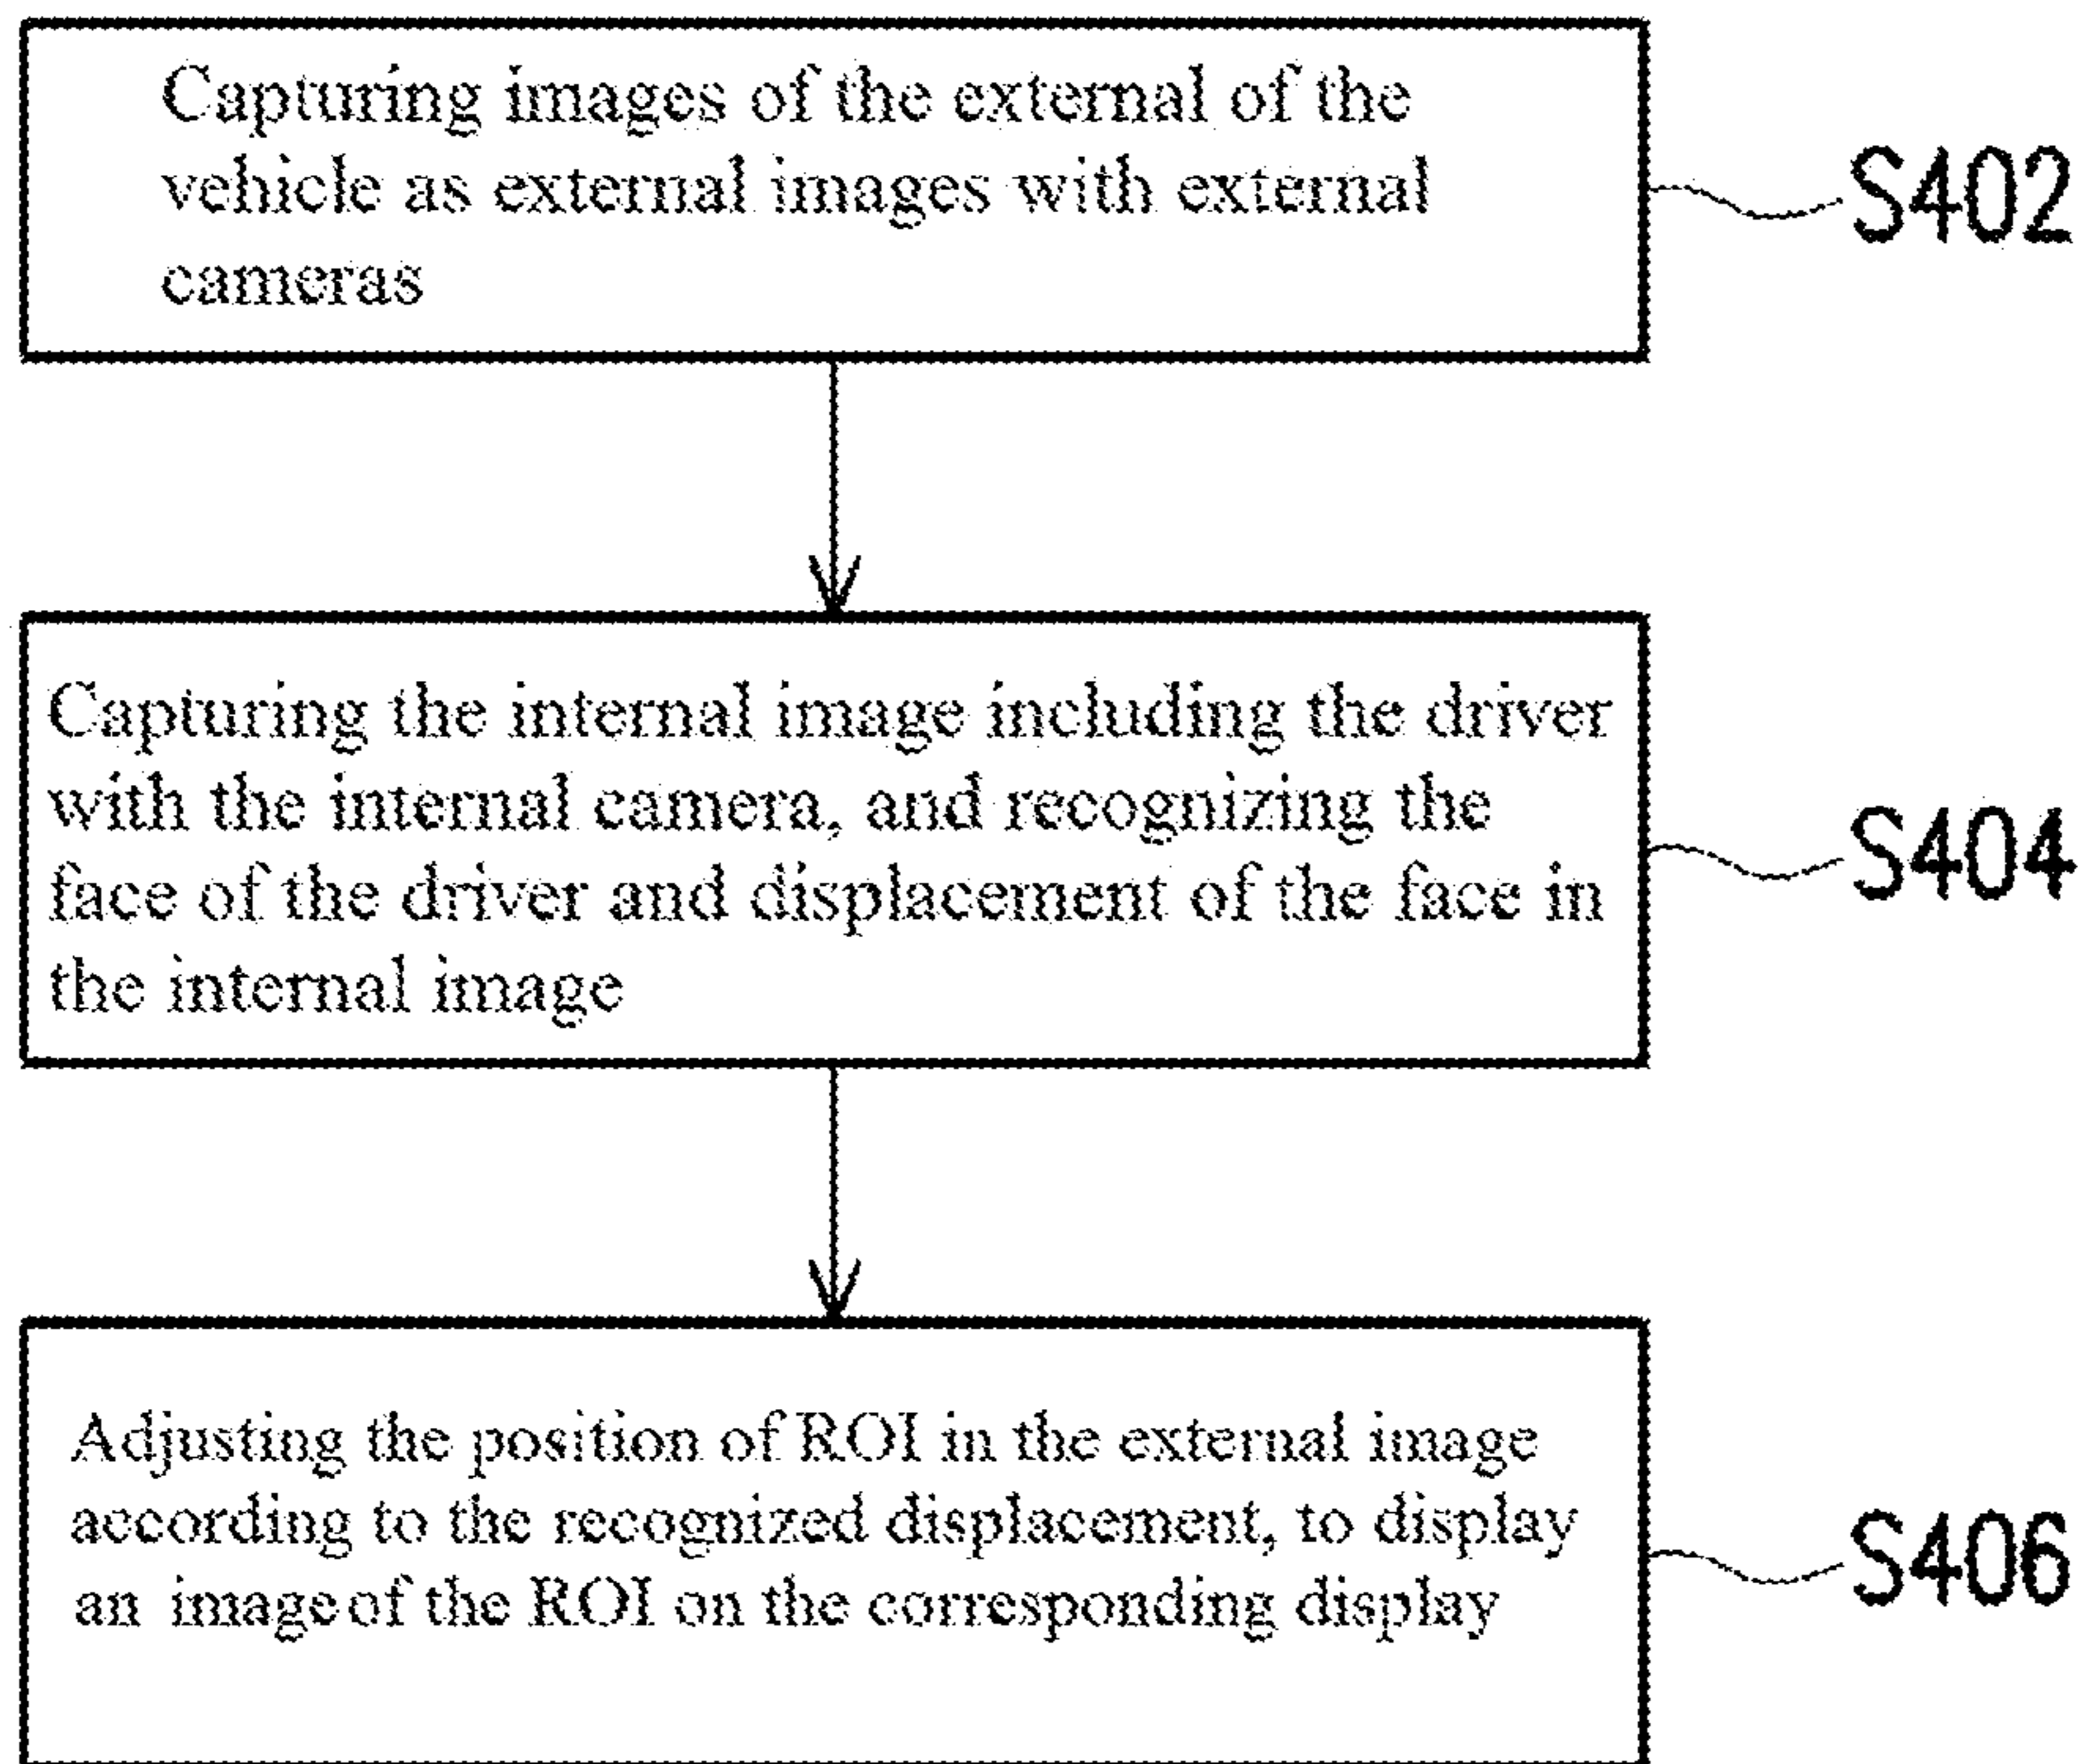 Capturing images of the external of the
vehicle as external images with external
cameras
S402
Capturing the internal image including the driver
with the internal camera, and recognizing the
face of the driver and displacement of the face in
the internal image
S404
Adjusting the position of ROI in the external image
according to the recognized displacement, to display
an image of the ROI on the corresponding display
S406